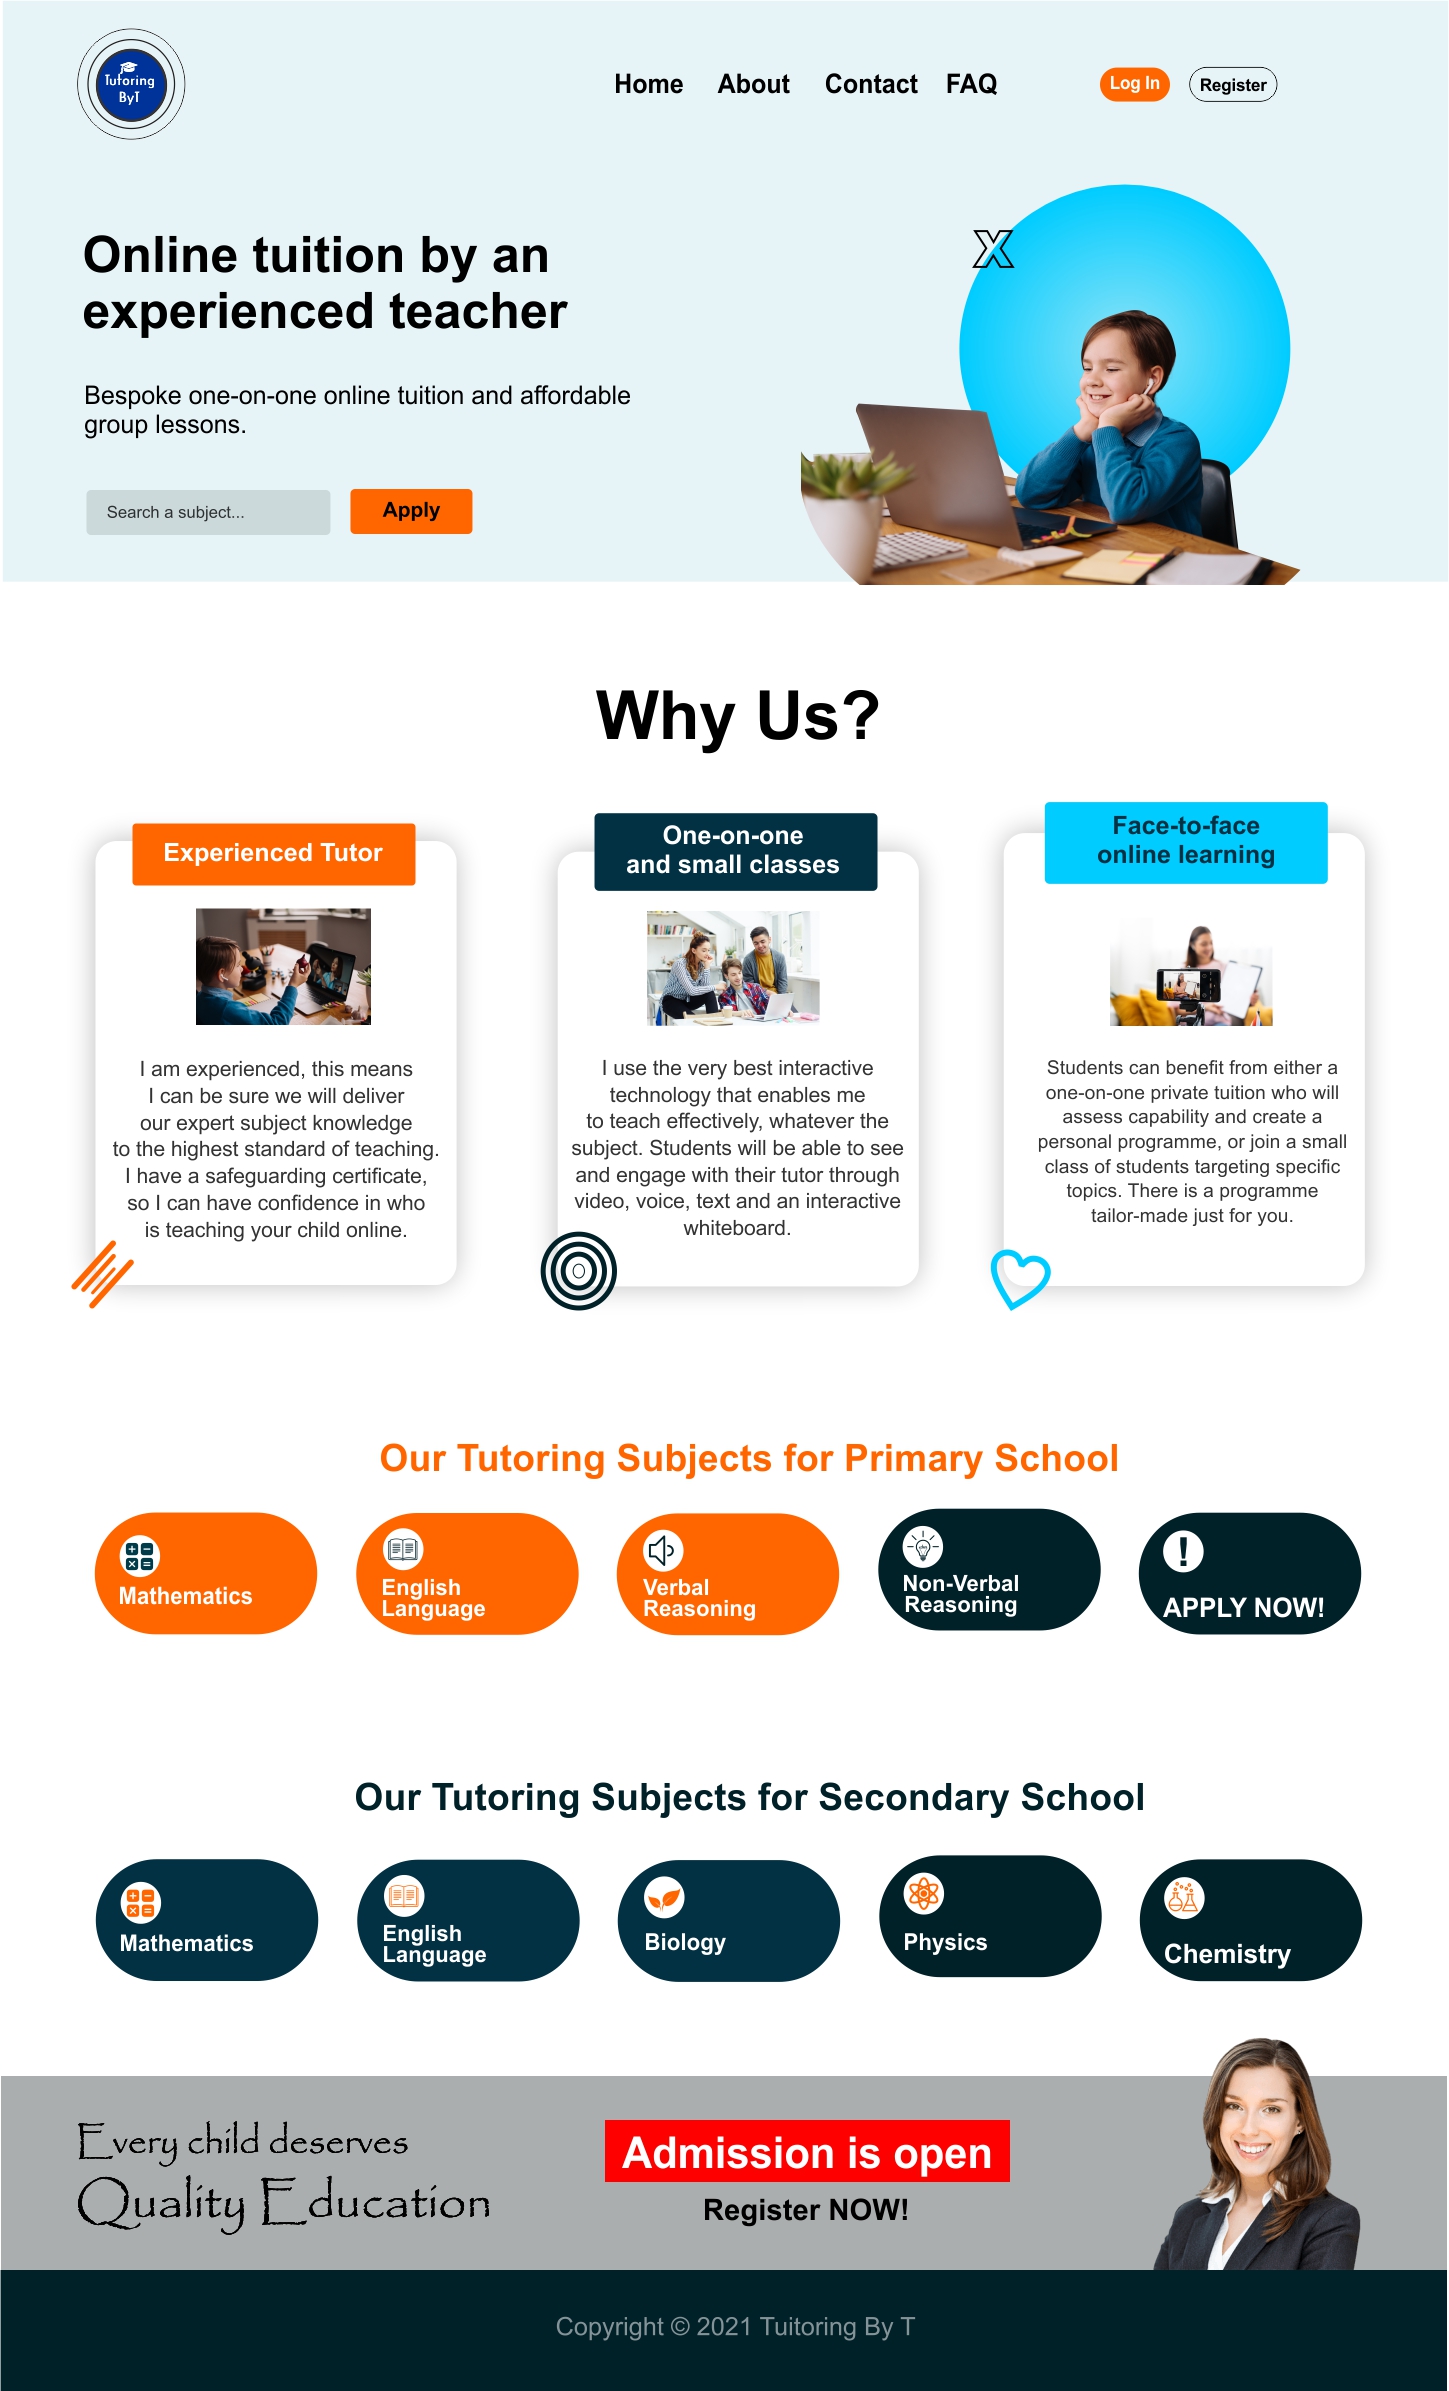 Tutoring
ByT
Home About Contact FAQ
Log In
Register
X
Online tuition by an
experienced teacher
Bespoke one-on-one online tuition and affordable
group lessons.
Search a subject...
Apply
Why Us?
Experienced Tutor
I am experienced, this means
I can be sure we will deliver
our expert subject knowledge
to the highest standard of teaching.
I have a safeguarding certificate,
so I can have confidence in who
is teaching your child online.
One-on-one
and small classes
I use the very best interactive
technology that enables me
to teach effectively, whatever the
subject. Students will be able to see
and engage with their tutor through
video, voice, text and an interactive
whiteboard.
Face-to-face
online learning
Students can benefit from either a
one-on-one private tuition who will
assess capability and create a
personal programme, or join a small
class of students targeting specific
topics. There is a programme
tailor-made just for you.
Our Tutoring Subjects for Primary School
Mathematics
English
Language
Verbal
Reasoning
Non-Verbal
Reasoning
!
APPLY NOW!
Our Tutoring Subjects for Secondary School
Mathematics
English
Language
Biology
Physics
Chemistry
Every child deserves
Quality Education
Admission is open
Register NOW!
Copyright © 2021 Tuitoring By T